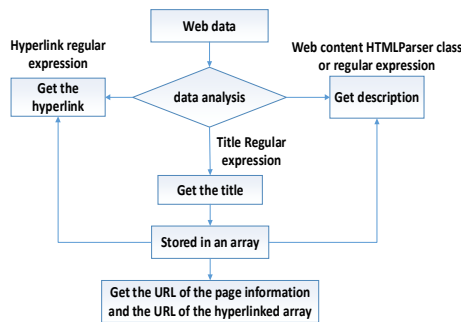 Web data
Hyperlink regular
expression
Web content HTMLParser class
or regular expression
Get the
hyperlink
data analysis
Get description
Title Regular
expression
Get the title
Stored in an array
Get the URL of the page information
and the URL of the hyperlinked array